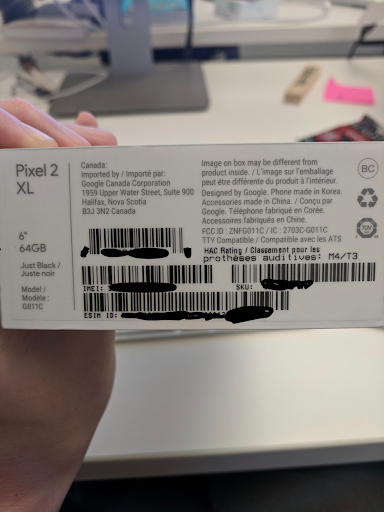 Pixel 2
XL
6"
64GB
Just Black /
Juste noir
Model /
Modèle :
G011C
Canada:
Imported by / Importé par:
Google Canada Corporation
1959 Upper Water Street, Suite 900
Halifax, Nova Scotia
B3J 3N2 Canada
Image on box may be different from
product inside. / L'image sur l'emballage
peut être différente du produit à l'intérieur.
Designed by Google. Phone made in Korea.
Accessories made in China. / Conçu par
Google. Téléphone fabriqué en Corée.
Accessoires fabriqués en Chine.
FCC ID : ZNFG011C / IC : 2703C-G011C
TTY Compatible / Compatible avec les ATS
HAC Rating / Classement pour les
prothèses auditives: M4/T3
IMEI:
SKU:
ESIM ID:
BC